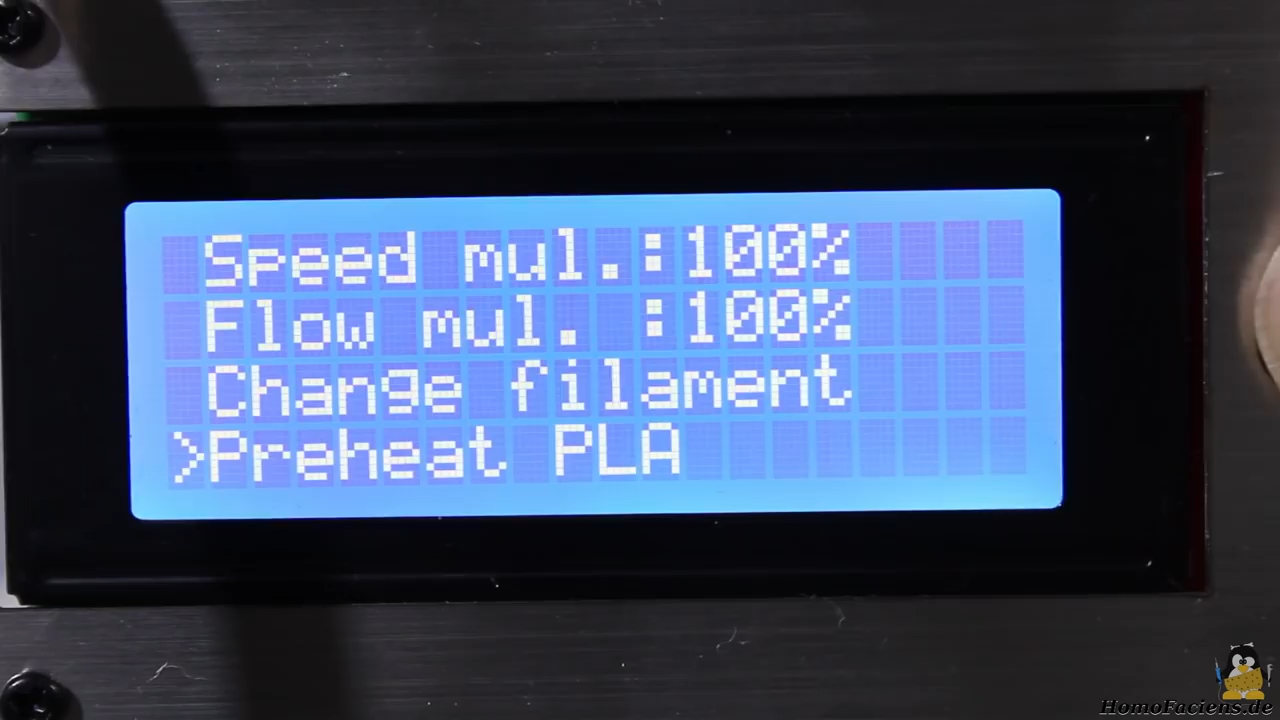 Speed mul.:100%
Flow mul. :100%
Change filament
>Preheat PLA
HomoFaciens.de